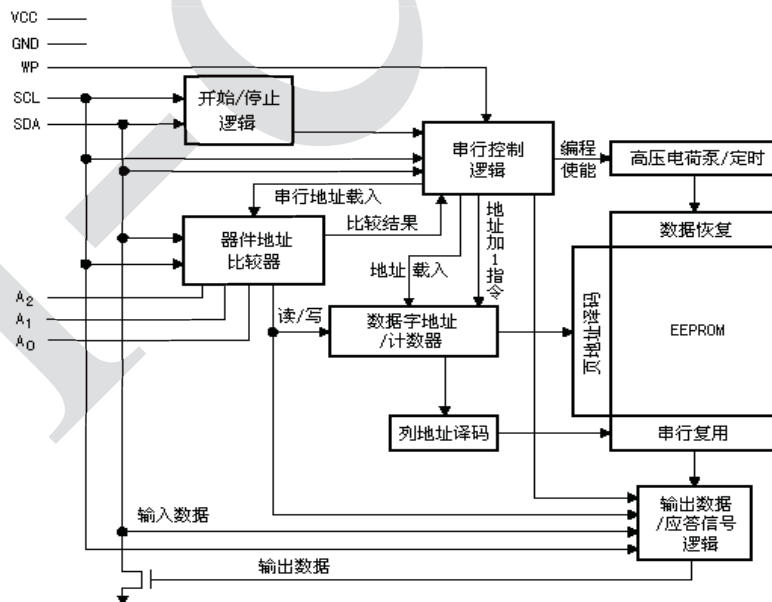 VCC
GND
WP
SCL
SDA
开始/停止
逻辑
串行控制
逻辑
编程
使能
高压电荷泵/定时
串行地址载入
器件地址
比较器
比较结果
地址 载入
地址加1指令
数据恢复
A2
A1
A0
读/写
数据字地址
/计数器
页地址译码
EEPROM
列地址译码
串行复用
输入数据
输出数据
/应答信号
逻辑
输出数据